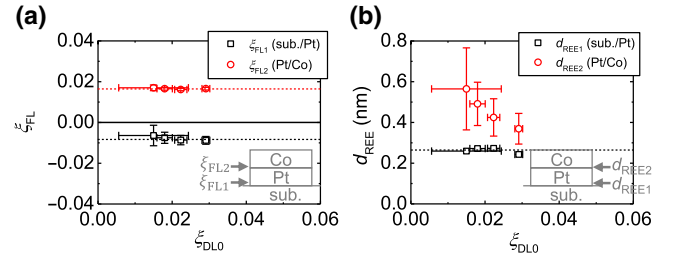 (a)
0.04
0.02
0.00
−0.02
−0.04
ξFL
ξFL1 (sub./Pt)
ξFL2 (Pt/Co)
ξFL2
ξFL1
Co
Pt
sub.
0.00 0.02 0.04 0.06
ξDL0
(b)
0.8
0.6
0.4
0.2
0.0
dREE (nm)
dREE1 (sub./Pt)
dREE2 (Pt/Co)
Co
Pt
sub.
dREE2
dREE1
0.00 0.02 0.04 0.06
ξDL0